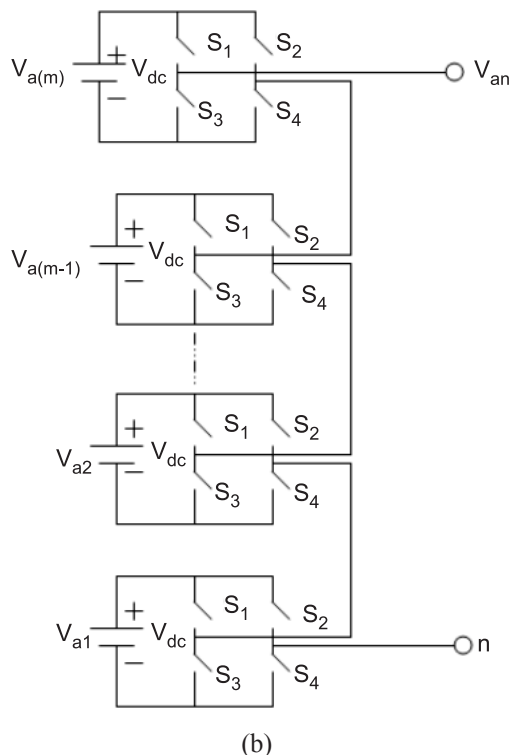 S1 S2
Va(m) + Vdc Van
−
S3 S4
+ S1 S2
Va(m-1) Vdc
− S3 S4
+ S1 S2
Va2 Vdc
− S3 S4
+ S1 S2
Va1 Vdc n
− S3 S4
(b)